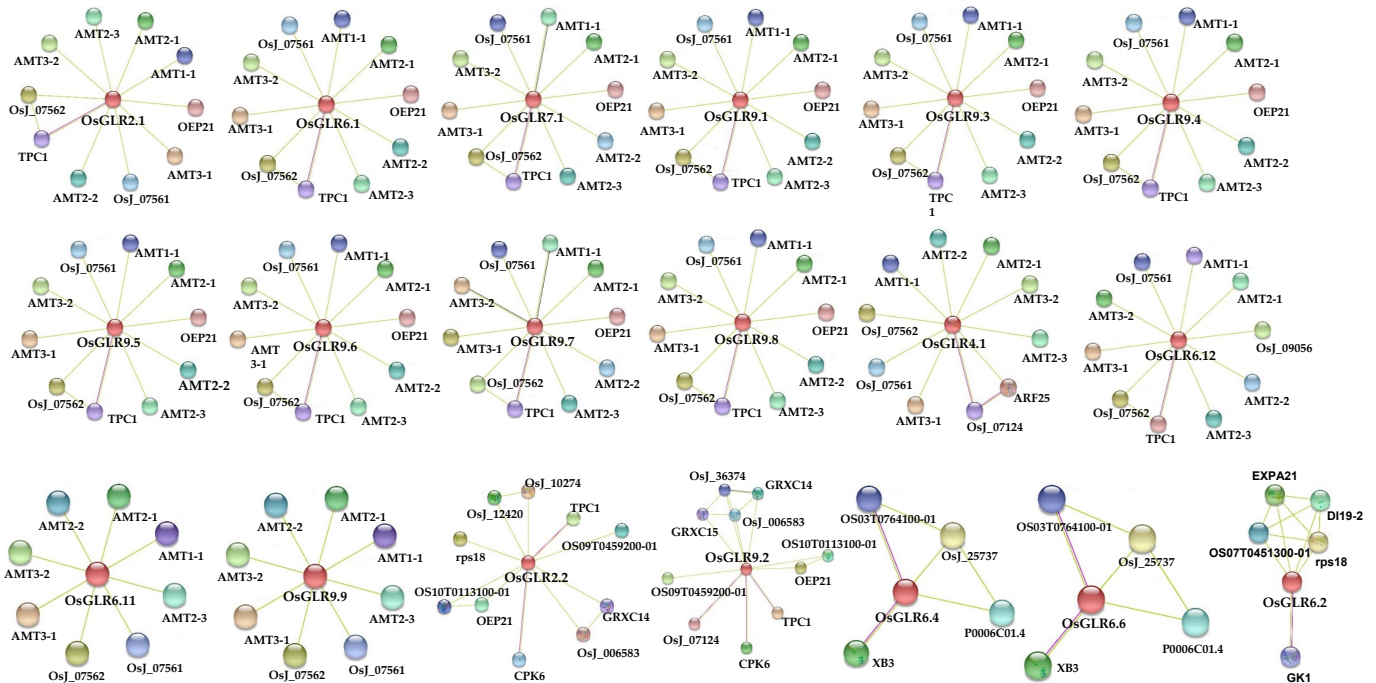 AMT2-3
AMT2-1
AMT3-2
AMT1-1
OsJ_07562
OEP21
OsGLR2.1
TPC1
AMT3-1
AMT2-2
OsJ_07561
OsJ_07561
AMT1-1
AMT3-2
AMT2-1
OEP21
AMT3-1
OsGLR6.1
AMT2-2
OsJ_07562
TPC1
AMT2-3
OsJ_07561
AMT1-1
AMT3-2
AMT2-1
OEP21
AMT3-1
OsGLR7.1
AMT2-2
OsJ_07562
TPC1
AMT2-3
OsJ_07561
AMT1-1
AMT3-2
AMT2-1
OEP21
AMT3-1
OsGLR9.1
AMT2-2
OsJ_07562
TPC1
AMT2-3
OsJ_07561
AMT1-1
AMT3-2
AMT2-1
OEP21
AMT3-1
OsGLR9.3
AMT2-2
OsJ_07562
TPC
1
AMT2-3
OsJ_07561
AMT1-1
AMT3-2
AMT2-1
OEP21
AMT3-1
OsGLR9.4
AMT2-2
OsJ_07562
TPC1
AMT2-3
OsJ_07561
AMT1-1
AMT3-2
AMT2-1
OEP21
AMT3-1
OsGLR9.5
AMT2-2
OsJ_07562
TPC1
AMT2-3
OsJ_07561
AMT1-1
AMT3-2
AMT2-1
OEP21
AMT
3-1
OsGLR9.6
AMT2-2
OsJ_07562
TPC1
AMT2-3
OsJ_07561
AMT1-1
AMT3-2
AMT2-1
OEP21
AMT3-1
OsGLR9.7
AMT2-2
OsJ_07562
TPC1
AMT2-3
OsJ_07561
AMT1-1
AMT3-2
AMT2-1
OEP21
AMT3-1
OsGLR9.8
AMT2-2
OsJ_07562
TPC1
AMT2-3
AMT2-2
AMT2-1
AMT1-1
AMT3-2
OsJ_07562
OsGLR4.1
AMT2-3
OsJ_07561
ARF25
AMT3-1
OsJ_07124
OsJ_07561
AMT1-1
AMT3-2
AMT2-1
OsJ_09056
OsGLR6.12
AMT3-1
AMT2-2
OsJ_07562
TPC1
AMT2-3
AMT2-2
AMT2-1
AMT1-1
AMT3-2
OsGLR6.11
AMT2-3
AMT3-1
OsJ_07562
OsJ_07561
AMT2-2
AMT2-1
AMT1-1
AMT3-2
OsGLR9.9
AMT2-3
AMT3-1
OsJ_07562
OsJ_07561
OsJ_10274
OsJ_12420
TPC1
OS09T0459200-01
rps18
OsGLR2.2
OS10T0113100-01
OEP21
GRXC14
OsJ_006583
CPK6
OsJ_36374
GRXC14
GRXC15
OsJ_006583
OsGLR9.2
OS10T0113100-01
OEP21
OS09T0459200-01
OsJ_07124
TPC1
CPK6
OS03T0764100-01
OsJ_25737
OsGLR6.4
P0006C01.4
XB3
OS03T0764100-01
OsJ_25737
OsGLR6.6
P0006C01.4
XB3
EXPA21
DI19-2
OS07T0451300-01
rps18
OsGLR6.2
GK1